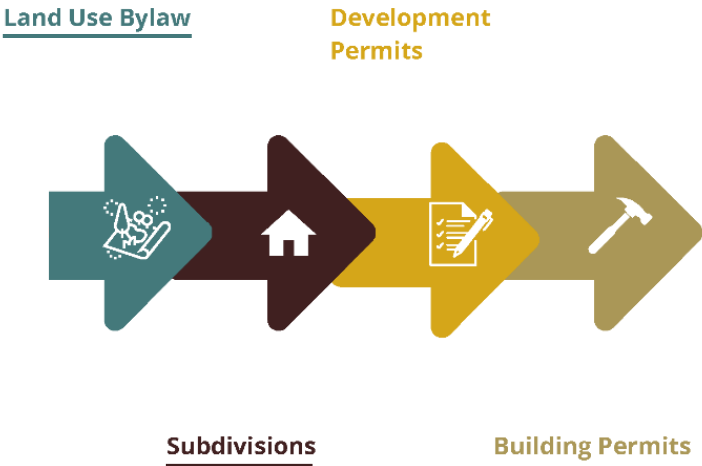 Land Use Bylaw
Development
Permits
Subdivisions
Building Permits